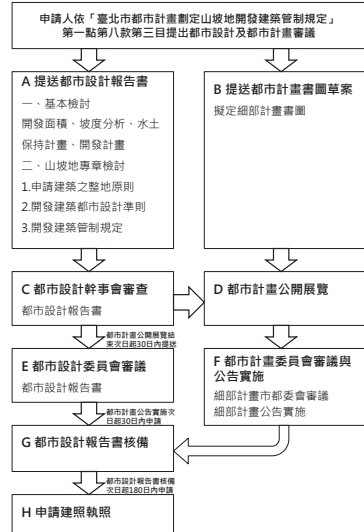 申請人依「臺北市都市計畫劃定山坡地開發建築管制規定」
第一點第八款第三目提出都市設計及都市計畫審議
A 提送都市設計報告書
一、基本檢討
開發面積、坡度分析、水土
保持計畫、開發計畫
二、山坡地專章檢討
1.申請建築之整地原則
2.開發建築都市設計準則
3.開發建築管制規定
B 提送都市計畫書圖草案
擬定細部計畫書圖
C 都市設計幹事會審查
都市設計報告書
D 都市計畫公開展覽
都市計畫公開展覽結
束次日起30日內提送
E 都市設計委員會審議
都市設計報告書
F 都市計畫委員會審議與
公告實施
細部計畫市都委會審議
細部計畫公告實施
都市計畫公告實施次
日起30日內申請
G 都市設計報告書核備
都市設計報告書核備
次日起180日內申請
H 申請建照執照